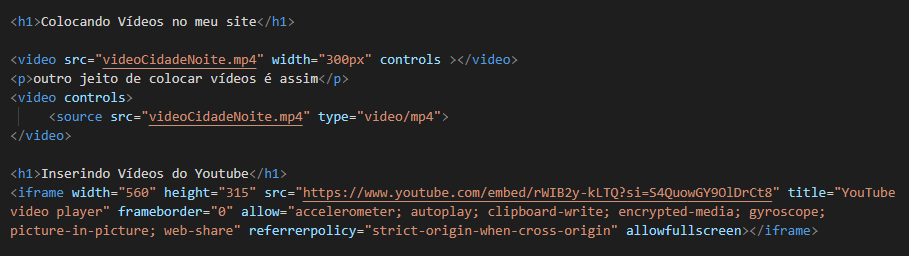 <h1>Colocando Vídeos no meu site</h1>
<video src="videoCidadeNoite.mp4" width="300px" controls ></video>
<p>outro jeito de colocar vídeos é assim</p>
<video controls>
<source src="videoCidadeNoite.mp4" type="video/mp4">
</video>
<h1>Inserindo Vídeos do Youtube</h1>
<iframe width="560" height="315" src="https://www.youtube.com/embed/rWIB2y-kLTQ?si=S4QuowGY9OlDrCt8" title="YouTube
video player" frameborder="0" allow="accelerometer; autoplay; clipboard-write; encrypted-media; gyroscope;
picture-in-picture; web-share" referrerpolicy="strict-origin-when-cross-origin" allowfullscreen></iframe>